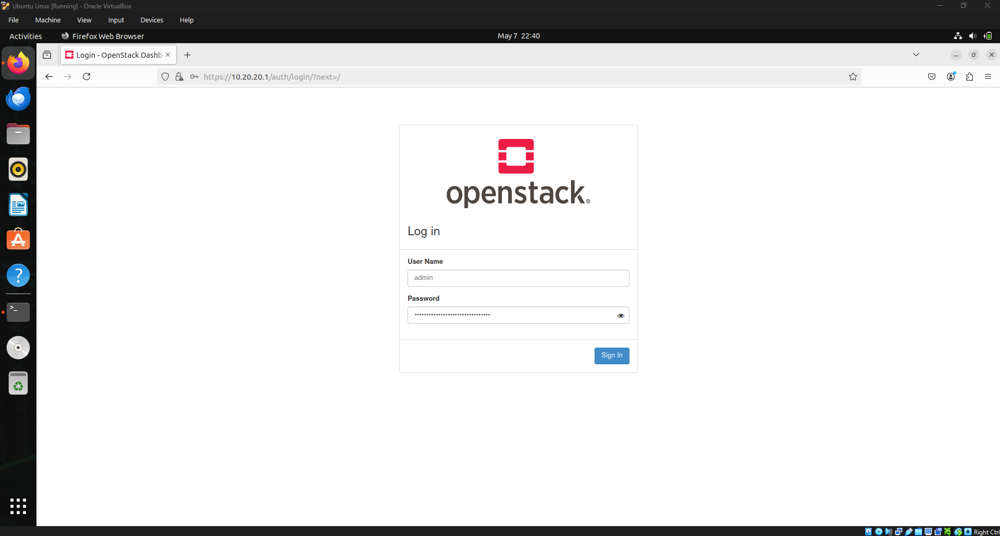 Ubuntu Linux [Running] - Oracle VirtualBox
File Machine View Input Devices Help
Activities Firefox Web Browser May 7 22:40
Login - OpenStack Dashb
https://10.20.20.1/auth/login/?next=/
openstack®
Log in
User Name
admin
Password
Sign In
Right Ctrl